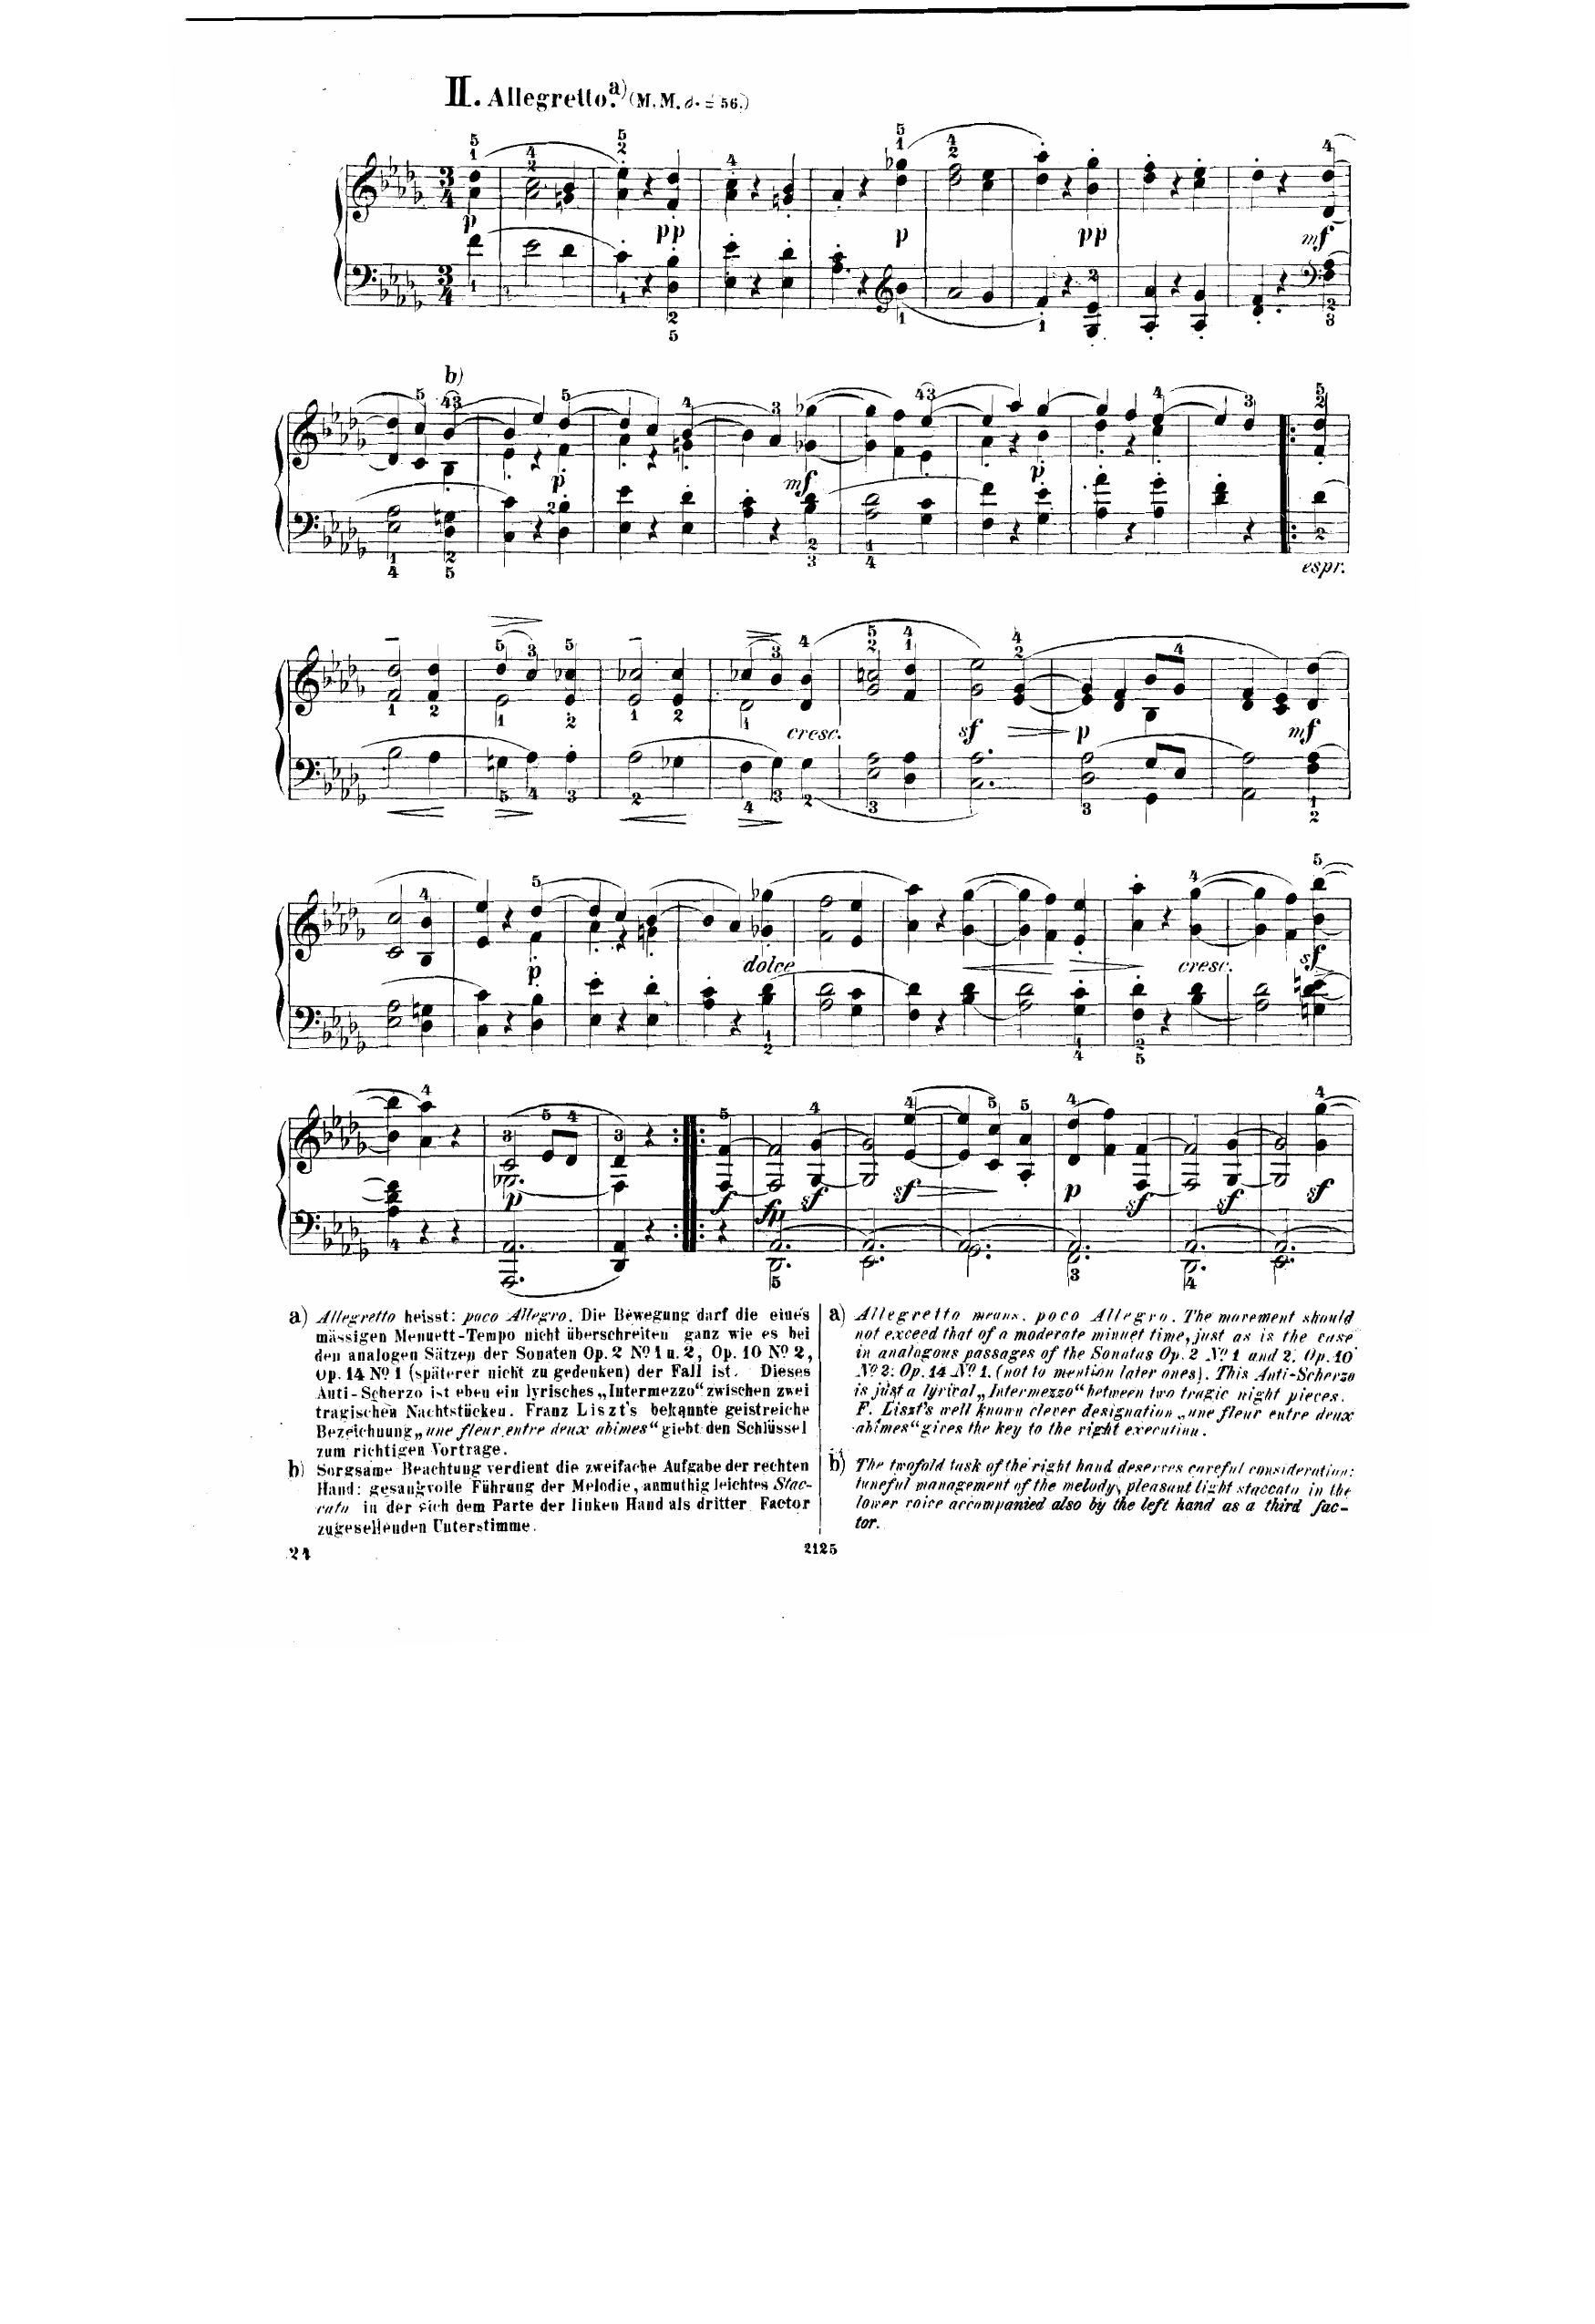 II. Allegretto. a) (M. M. 𝅗𝅥. = 56.)
p pp p pp mf
b)
p mf p
espr.
cresc. sf p mf
p dolce cresc. sf
p f fp sf sf p sf sf sf
a) Allegretto heisst: poco Allegro. Die Bewegung darf die eines
mässigen Menuett-Tempo nicht überschreiten ganz wie es bei
den analogen Sätzen der Sonaten Op. 2 No 1 u. 2, Op. 10 No 2,
Op. 14 No 1 (späterer nicht zu gedenken) der Fall ist. Dieses
Anti-Scherzo ist eben ein lyrisches „Intermezzo“ zwischen zwei
tragischen Nachtstücken. Franz Liszt's bekannte geistreiche
Bezeichnung „une fleur entre deux abimes“ giebt den Schlüssel
zum richtigen Vortrage.
b) Sorgsame Beachtung verdient die zweifache Aufgabe der rechten
Hand: gesangvolle Führung der Melodie, anmuthig leichtes Stac-
cato in der sich dem Parte der linken Hand als dritter Factor
zugesellenden Unterstimme.
a) Allegretto means. poco Allegro. The movement should
not exceed that of a moderate minuet time, just as is the case
in analogous passages of the Sonatas Op. 2 No 1 and 2. Op. 10
No 2: Op. 14 No 1. (not to mention later ones). This Anti-Scherzo
is just a lyrical „Intermezzo“ between two tragic night pieces.
F. Liszt's well known clever designation „une fleur entre deux
abîmes“ gives the key to the right execution.
b) The twofold task of the right hand deserves careful consideration:
tuneful management of the melody, pleasant light staccato in the
lower voice accompanied also by the left hand as a third fac-
tor.
24 2125